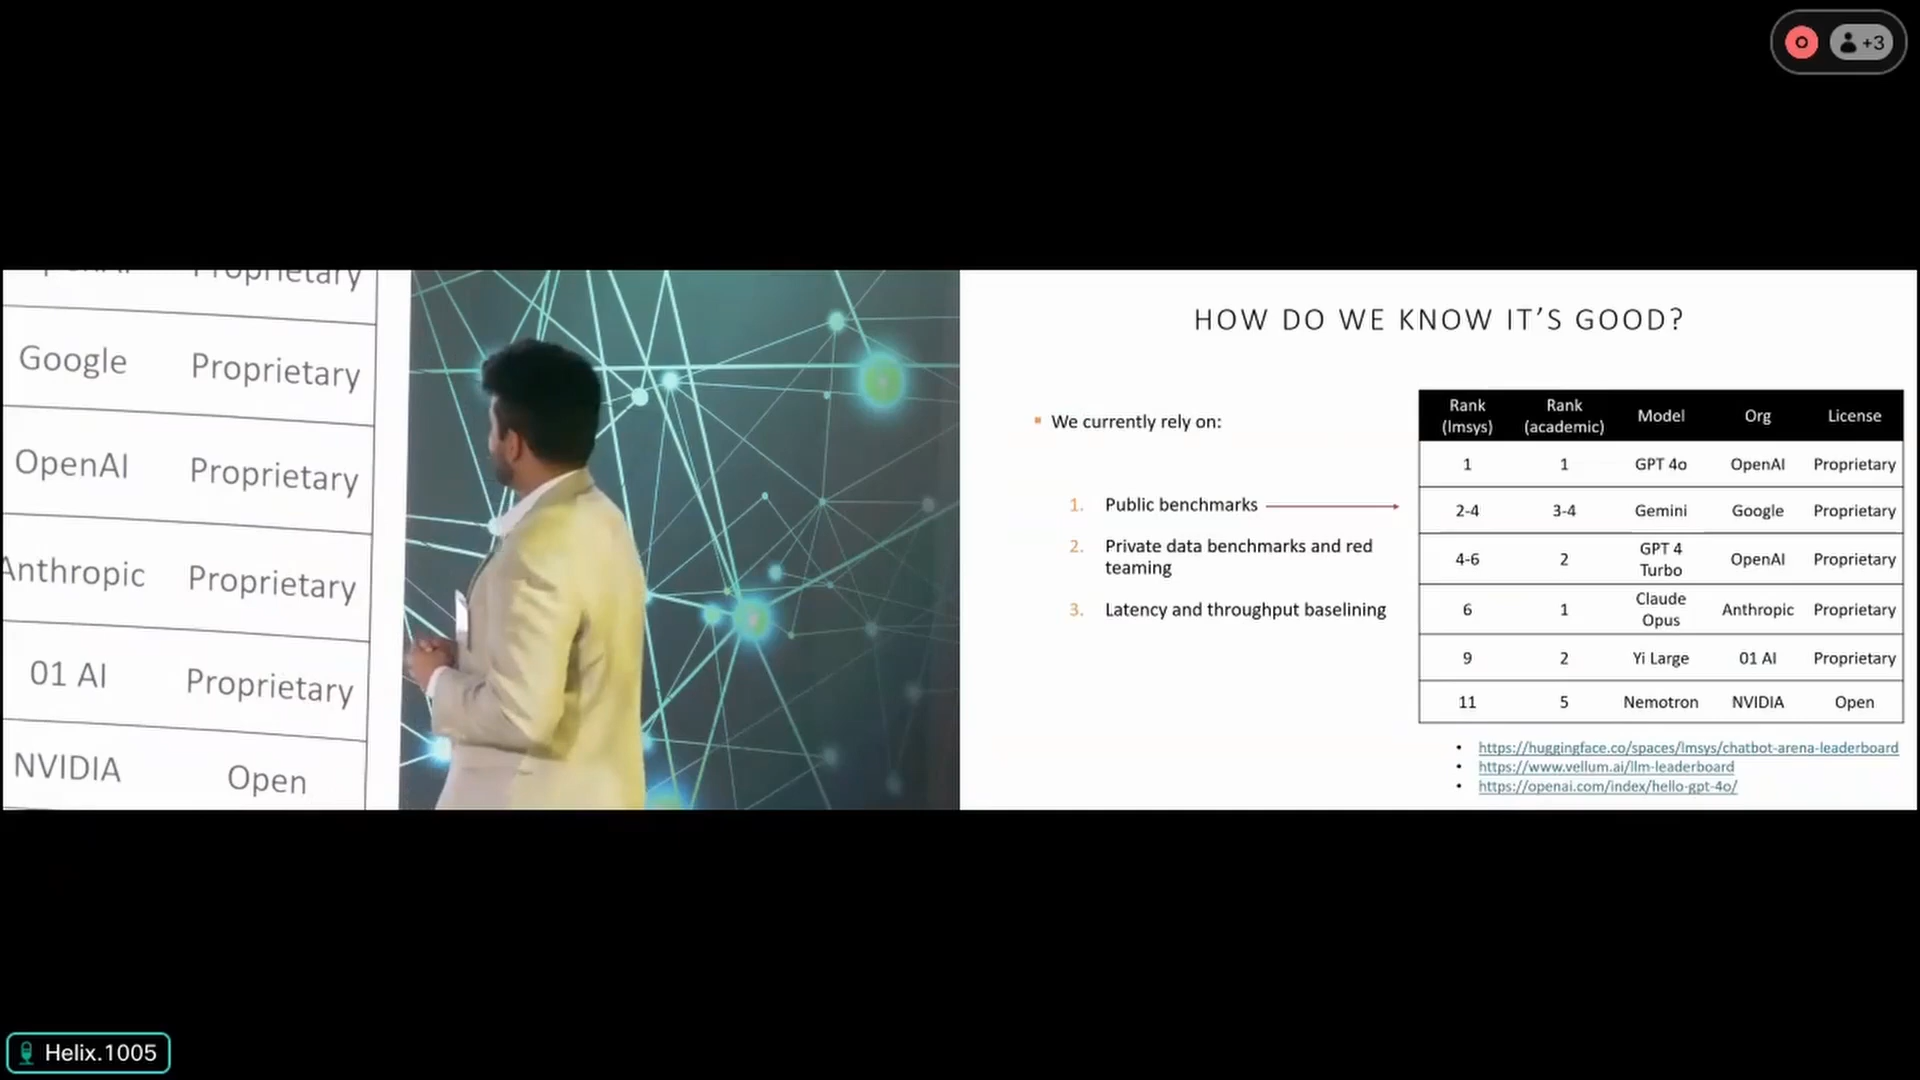 +3
Proprietary
Google Proprietary
OpenAI Proprietary
Anthropic Proprietary
01 AI Proprietary
NVIDIA Open
HOW DO WE KNOW IT’S GOOD?
▪ We currently rely on:
1. Public benchmarks
2. Private data benchmarks and red
teaming
3. Latency and throughput baselining
Rank (lmsys) Rank (academic) Model Org License
1 1 GPT 4o OpenAI Proprietary
2-4 3-4 Gemini Google Proprietary
4-6 2 GPT 4 Turbo OpenAI Proprietary
6 1 Claude Opus Anthropic Proprietary
9 2 Yi Large 01 AI Proprietary
11 5 Nemotron NVIDIA Open
• https://huggingface.co/spaces/lmsys/chatbot-arena-leaderboard
• https://www.vellum.ai/llm-leaderboard
• https://openai.com/index/hello-gpt-4o/
Helix.1005